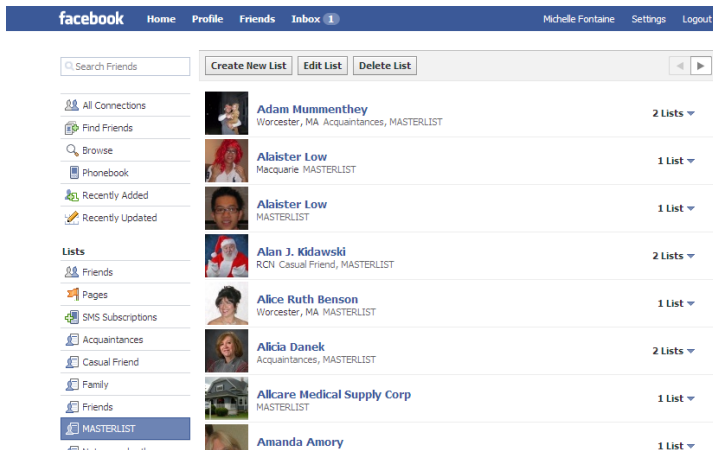 facebook Home Profile Friends Inbox 1 Michelle Fontaine Settings Logout
Search Friends
Create New List Edit List Delete List
All Connections
Find Friends
Browse
Phonebook
Recently Added
Recently Updated
Lists
Friends
Pages
SMS Subscriptions
Acquaintances
Casual Friend
Family
Friends
MASTERLIST
Adam Mummenthey
Worcester, MA Acquaintances, MASTERLIST
2 Lists
Alaister Low
Macquarie MASTERLIST
1 List
Alaister Low
MASTERLIST
1 List
Alan J. Kidawski
RCN Casual Friend, MASTERLIST
2 Lists
Alice Ruth Benson
Worcester, MA MASTERLIST
1 List
Alicia Danek
Acquaintances, MASTERLIST
2 Lists
Allcare Medical Supply Corp
MASTERLIST
1 List
Amanda Amory
1 List